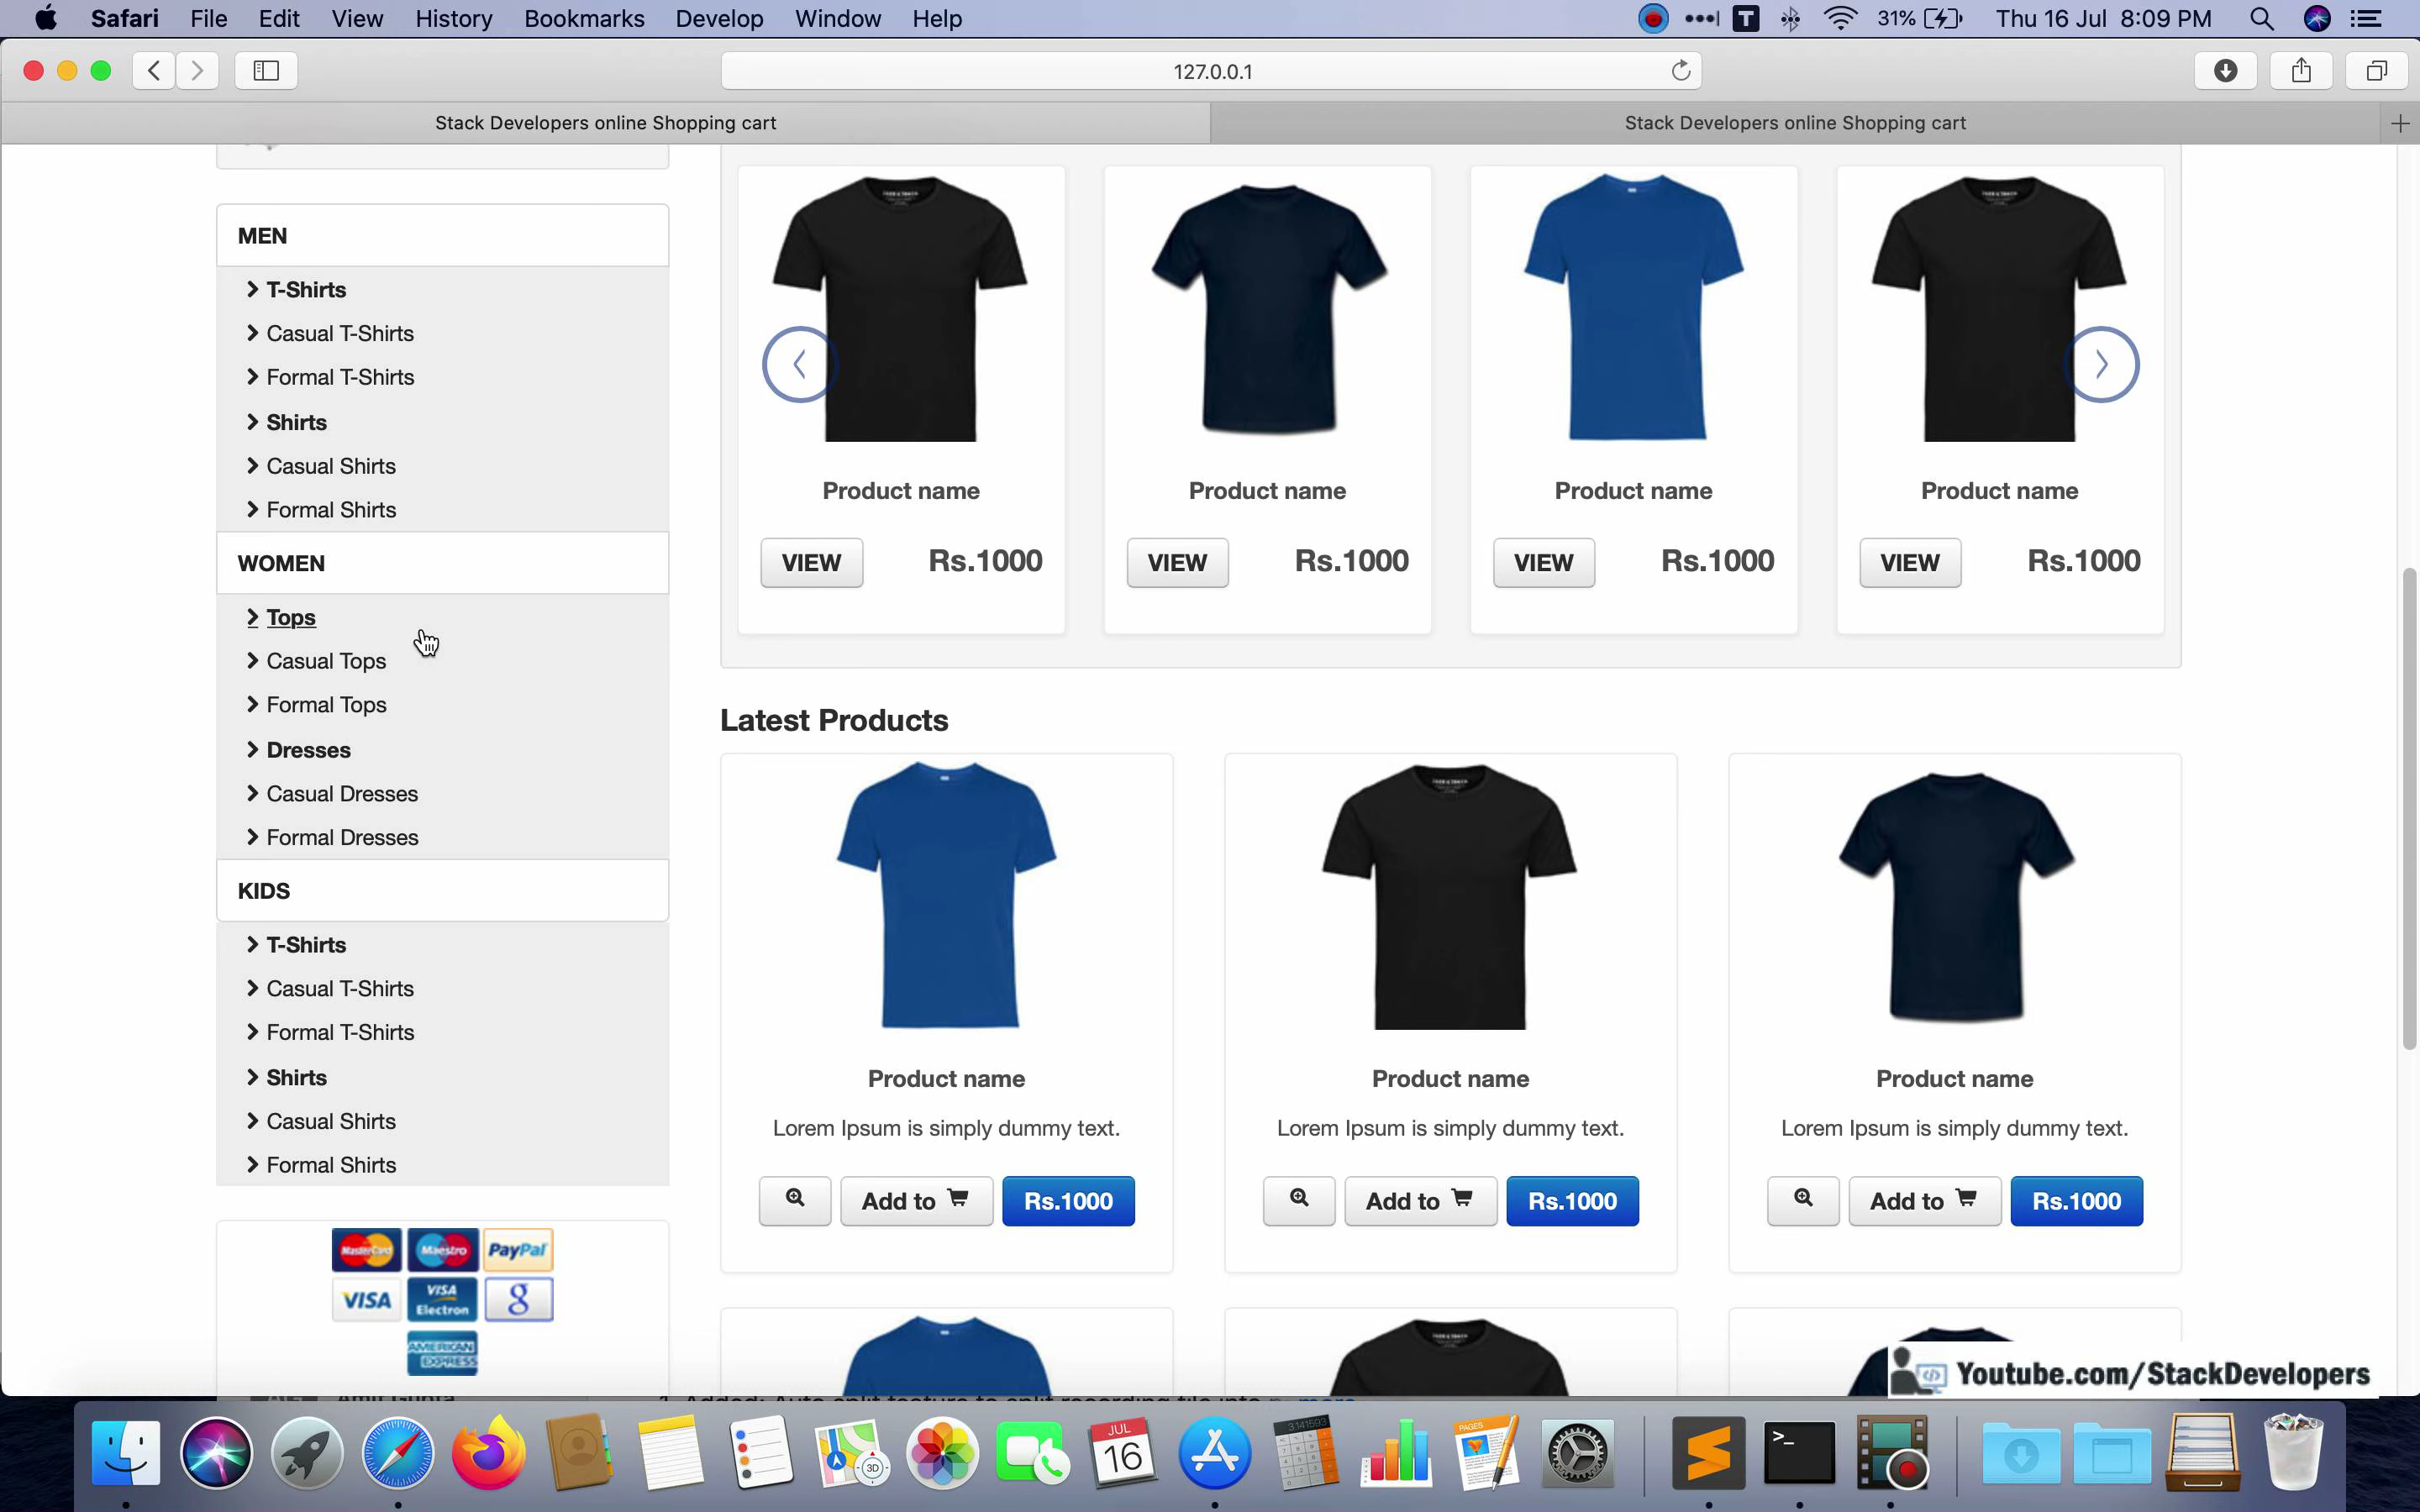 Safari File Edit View History Bookmarks Develop Window Help
31% Thu 16 Jul 8:09 PM
127.0.0.1
Stack Developers online Shopping cart
Stack Developers online Shopping cart
MEN
T-Shirts
Casual T-Shirts
Formal T-Shirts
Shirts
Casual Shirts
Formal Shirts
WOMEN
Tops
Casual Tops
Formal Tops
Dresses
Casual Dresses
Formal Dresses
KIDS
T-Shirts
Casual T-Shirts
Formal T-Shirts
Shirts
Casual Shirts
Formal Shirts
MasterCard Maestro PayPal
VISA VISA Electron g
AMERICAN EXPRESS
Product name Product name Product name Product name
VIEW Rs.1000 VIEW Rs.1000 VIEW Rs.1000 VIEW Rs.1000
Latest Products
Product name Product name Product name
Lorem Ipsum is simply dummy text. Lorem Ipsum is simply dummy text. Lorem Ipsum is simply dummy text.
Add to Rs.1000 Add to Rs.1000 Add to Rs.1000
Youtube.com/StackDevelopers
3D
JUL
16
3.141593
PAGES